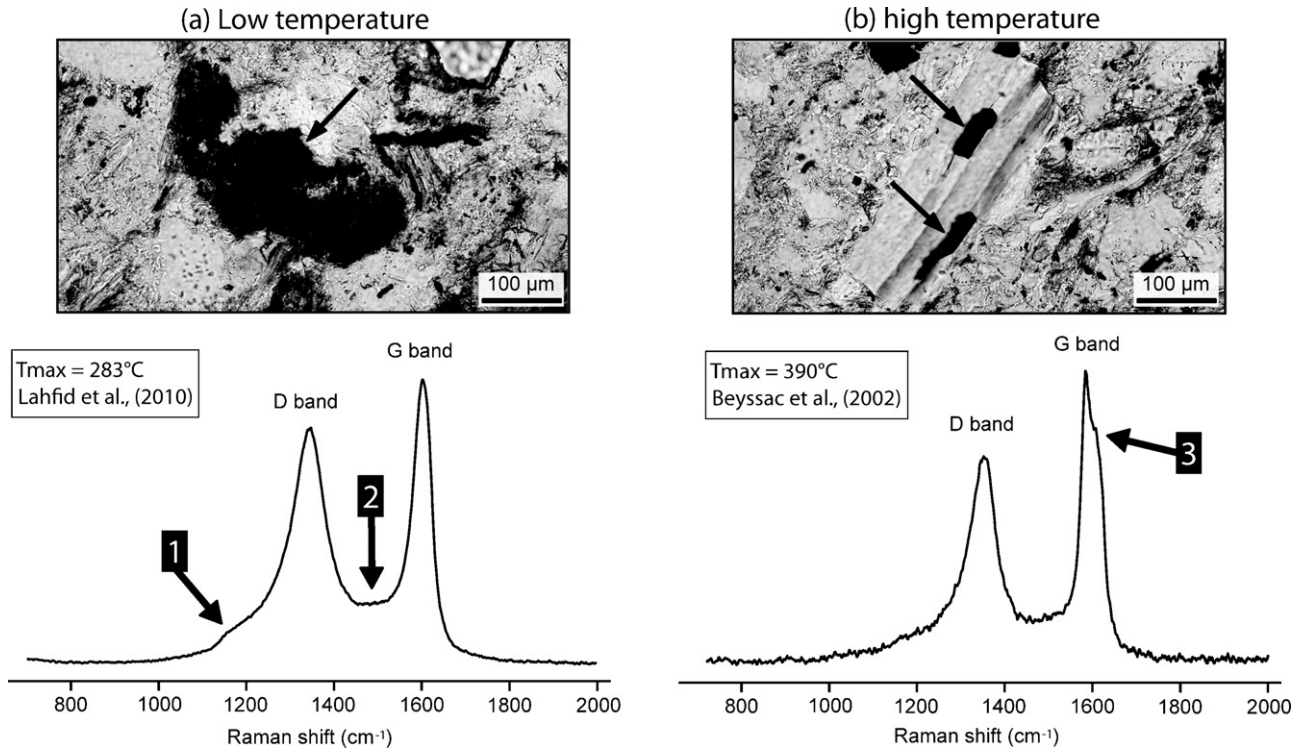 (a) Low temperature
100 µm
Tmax = 283°C
Lahfid et al., (2010)
D band
G band
1
2
800 1000 1200 1400 1600 1800 2000
Raman shift (cm⁻¹)
(b) high temperature
100 µm
Tmax = 390°C
Beyssac et al., (2002)
D band
G band
3
800 1000 1200 1400 1600 1800 2000
Raman shift (cm⁻¹)